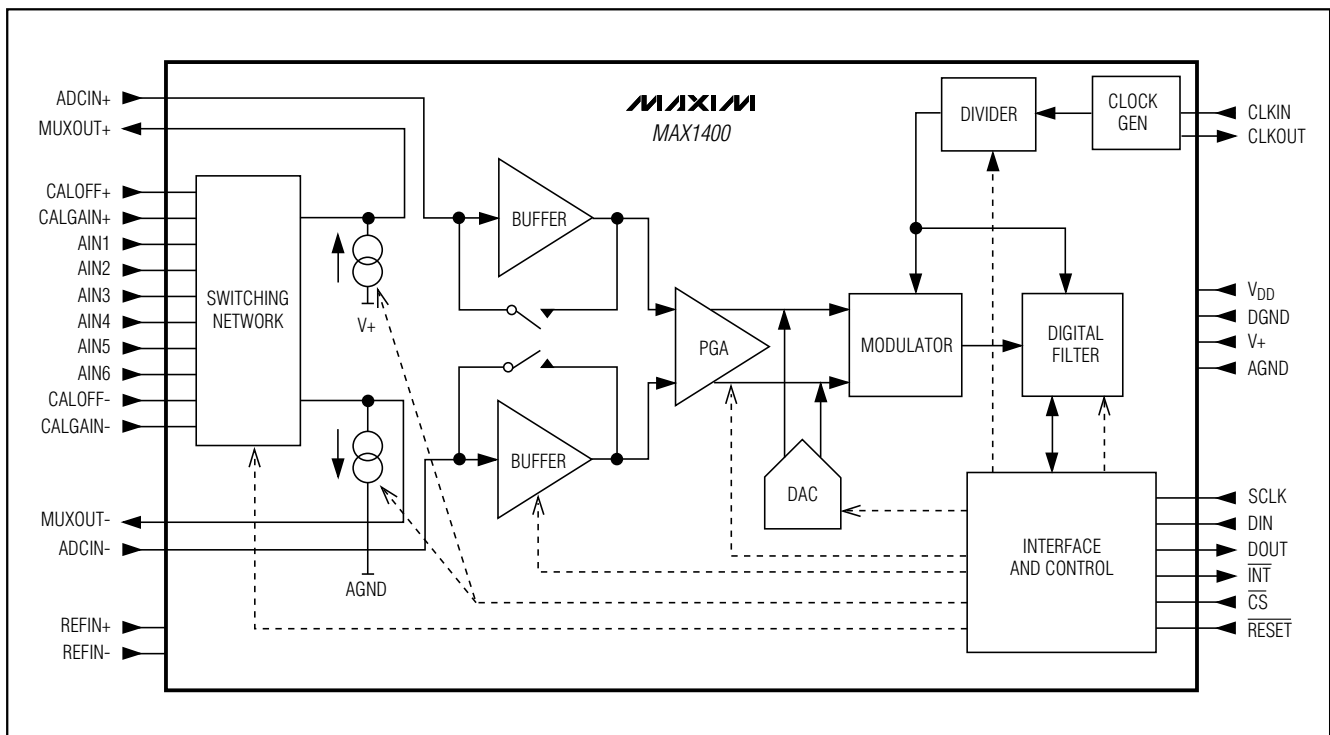 MAXIM
MAX1400
ADCIN+
MUXOUT+
CALOFF+
CALGAIN+
AIN1
AIN2
AIN3
AIN4
AIN5
AIN6
CALOFF-
CALGAIN-
MUXOUT-
ADCIN-
REFIN+
REFIN-
SWITCHING
NETWORK
V+
AGND
BUFFER
BUFFER
PGA
DAC
MODULATOR
DIVIDER
CLOCK
GEN
DIGITAL
FILTER
INTERFACE
AND CONTROL
CLKIN
CLKOUT
VDD
DGND
V+
AGND
SCLK
DIN
DOUT
INT
CS
RESET